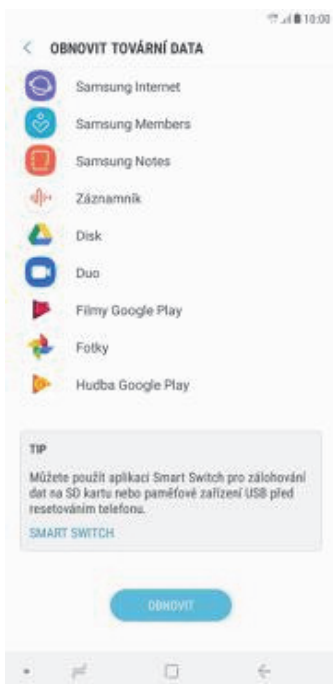 10:00
OBNOVIT TOVÁRNÍ DATA
Samsung Internet
Samsung Members
Samsung Notes
Záznamník
Disk
Duo
Filmy Google Play
Fotky
Hudba Google Play
TIP
Můžete použít aplikaci Smart Switch pro zálohování
dat na SD kartu nebo paměťové zařízení USB před
resetováním telefonu.
SMART SWITCH
OBNOVIT